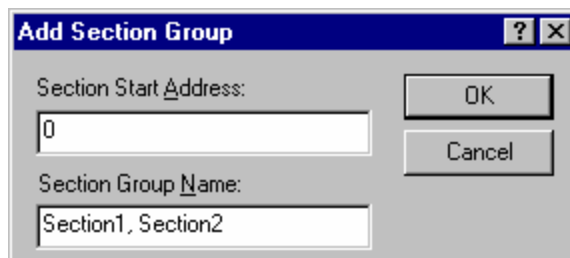 Add Section Group
Section Start Address:
OK
0
Cancel
Section Group Name:
Section1, Section2